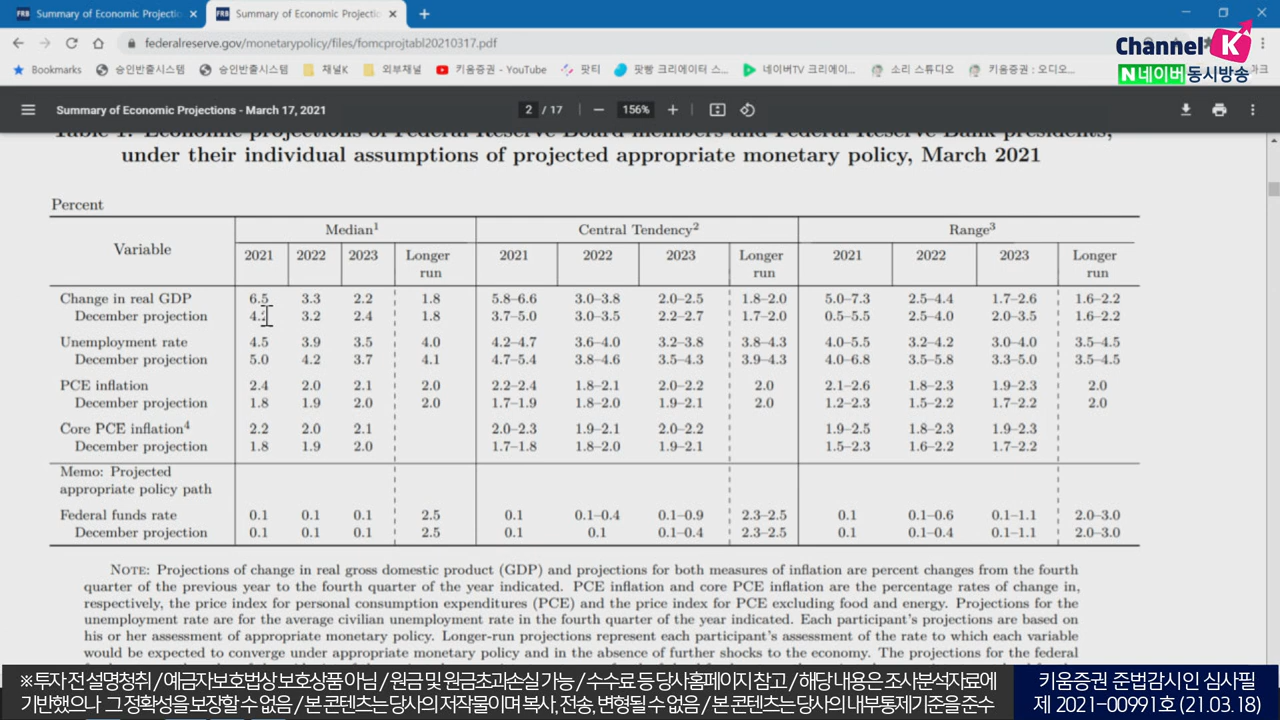 Summary of Economic Projectio
Summary of Economic Projectio
federalreserve.gov/monetarypolicy/files/fomcprojtabl20210317.pdf
Channel K
N 네이버 동시방송
Bookmarks 승인반출시스템 승인반출시스템 채널K 외부채널 키움증권 - Youtube 팟티 팟빵 크리에이터 스... 네이버TV 크리에이... 소리 스튜디오 키움증권 : 오디오...
Summary of Economic Projections - March 17, 2021 2 / 17 156%
Table 1. Economic projections of Federal Reserve Board members and Federal Reserve Bank presidents,
under their individual assumptions of projected appropriate monetary policy, March 2021
Percent
Variable Median1 Central Tendency2 Range3
2021 2022 2023 Longer run 2021 2022 2023 Longer run 2021 2022 2023 Longer run
Change in real GDP 6.5 3.3 2.2 1.8 5.8–6.6 3.0–3.8 2.0–2.5 1.8–2.0 5.0–7.3 2.5–4.4 1.7–2.6 1.6–2.2
December projection 4.2 3.2 2.4 1.8 3.7–5.0 3.0–3.5 2.2–2.7 1.7–2.0 0.5–5.5 2.5–4.0 2.0–3.5 1.6–2.2
Unemployment rate 4.5 3.9 3.5 4.0 4.2–4.7 3.6–4.0 3.2–3.8 3.8–4.3 4.0–5.5 3.2–4.2 3.0–4.0 3.5–4.5
December projection 5.0 4.2 3.7 4.1 4.7–5.4 3.8–4.6 3.5–4.3 3.9–4.3 4.0–6.8 3.5–5.8 3.3–5.0 3.5–4.5
PCE inflation 2.4 2.0 2.1 2.0 2.2–2.4 1.8–2.1 2.0–2.2 2.0 2.1–2.6 1.8–2.3 1.9–2.3 2.0
December projection 1.8 1.9 2.0 2.0 1.7–1.9 1.8–2.0 1.9–2.1 2.0 1.2–2.3 1.5–2.2 1.7–2.2 2.0
Core PCE inflation4 2.2 2.0 2.1 2.0–2.3 1.9–2.1 2.0–2.2 1.9–2.5 1.8–2.3 1.9–2.3
December projection 1.8 1.9 2.0 1.7–1.8 1.8–2.0 1.9–2.1 1.5–2.3 1.6–2.2 1.7–2.2
Memo: Projected
appropriate policy path
Federal funds rate 0.1 0.1 0.1 2.5 0.1 0.1–0.4 0.1–0.9 2.3–2.5 0.1 0.1–0.6 0.1–1.1 2.0–3.0
December projection 0.1 0.1 0.1 2.5 0.1 0.1 0.1–0.4 2.3–2.5 0.1 0.1–0.4 0.1–1.1 2.0–3.0
NOTE: Projections of change in real gross domestic product (GDP) and projections for both measures of inflation are percent changes from the fourth
quarter of the previous year to the fourth quarter of the year indicated. PCE inflation and core PCE inflation are the percentage rates of change in,
respectively, the price index for personal consumption expenditures (PCE) and the price index for PCE excluding food and energy. Projections for the
unemployment rate are for the average civilian unemployment rate in the fourth quarter of the year indicated. Each participant's projections are based on
his or her assessment of appropriate monetary policy. Longer-run projections represent each participant's assessment of the rate to which each variable
would be expected to converge under appropriate monetary policy and in the absence of further shocks to the economy. The projections for the federal
※ 투자 전 설명청취 / 예금자보호법상 보호상품 아님 / 원금 및 원금초과손실 가능 / 수수료 등 당사홈페이지 참고 / 해당 내용은 조사분석자료에
기반했으나 그 정확성을 보장할 수 없음 / 본 콘텐츠는 당사의 저작물이며 복사, 전송, 변형될 수 없음 / 본 콘텐츠는 당사의 내부통제기준을 준수
키움증권 준법감시인 심사필
제 2021-00991호 (21.03.18)